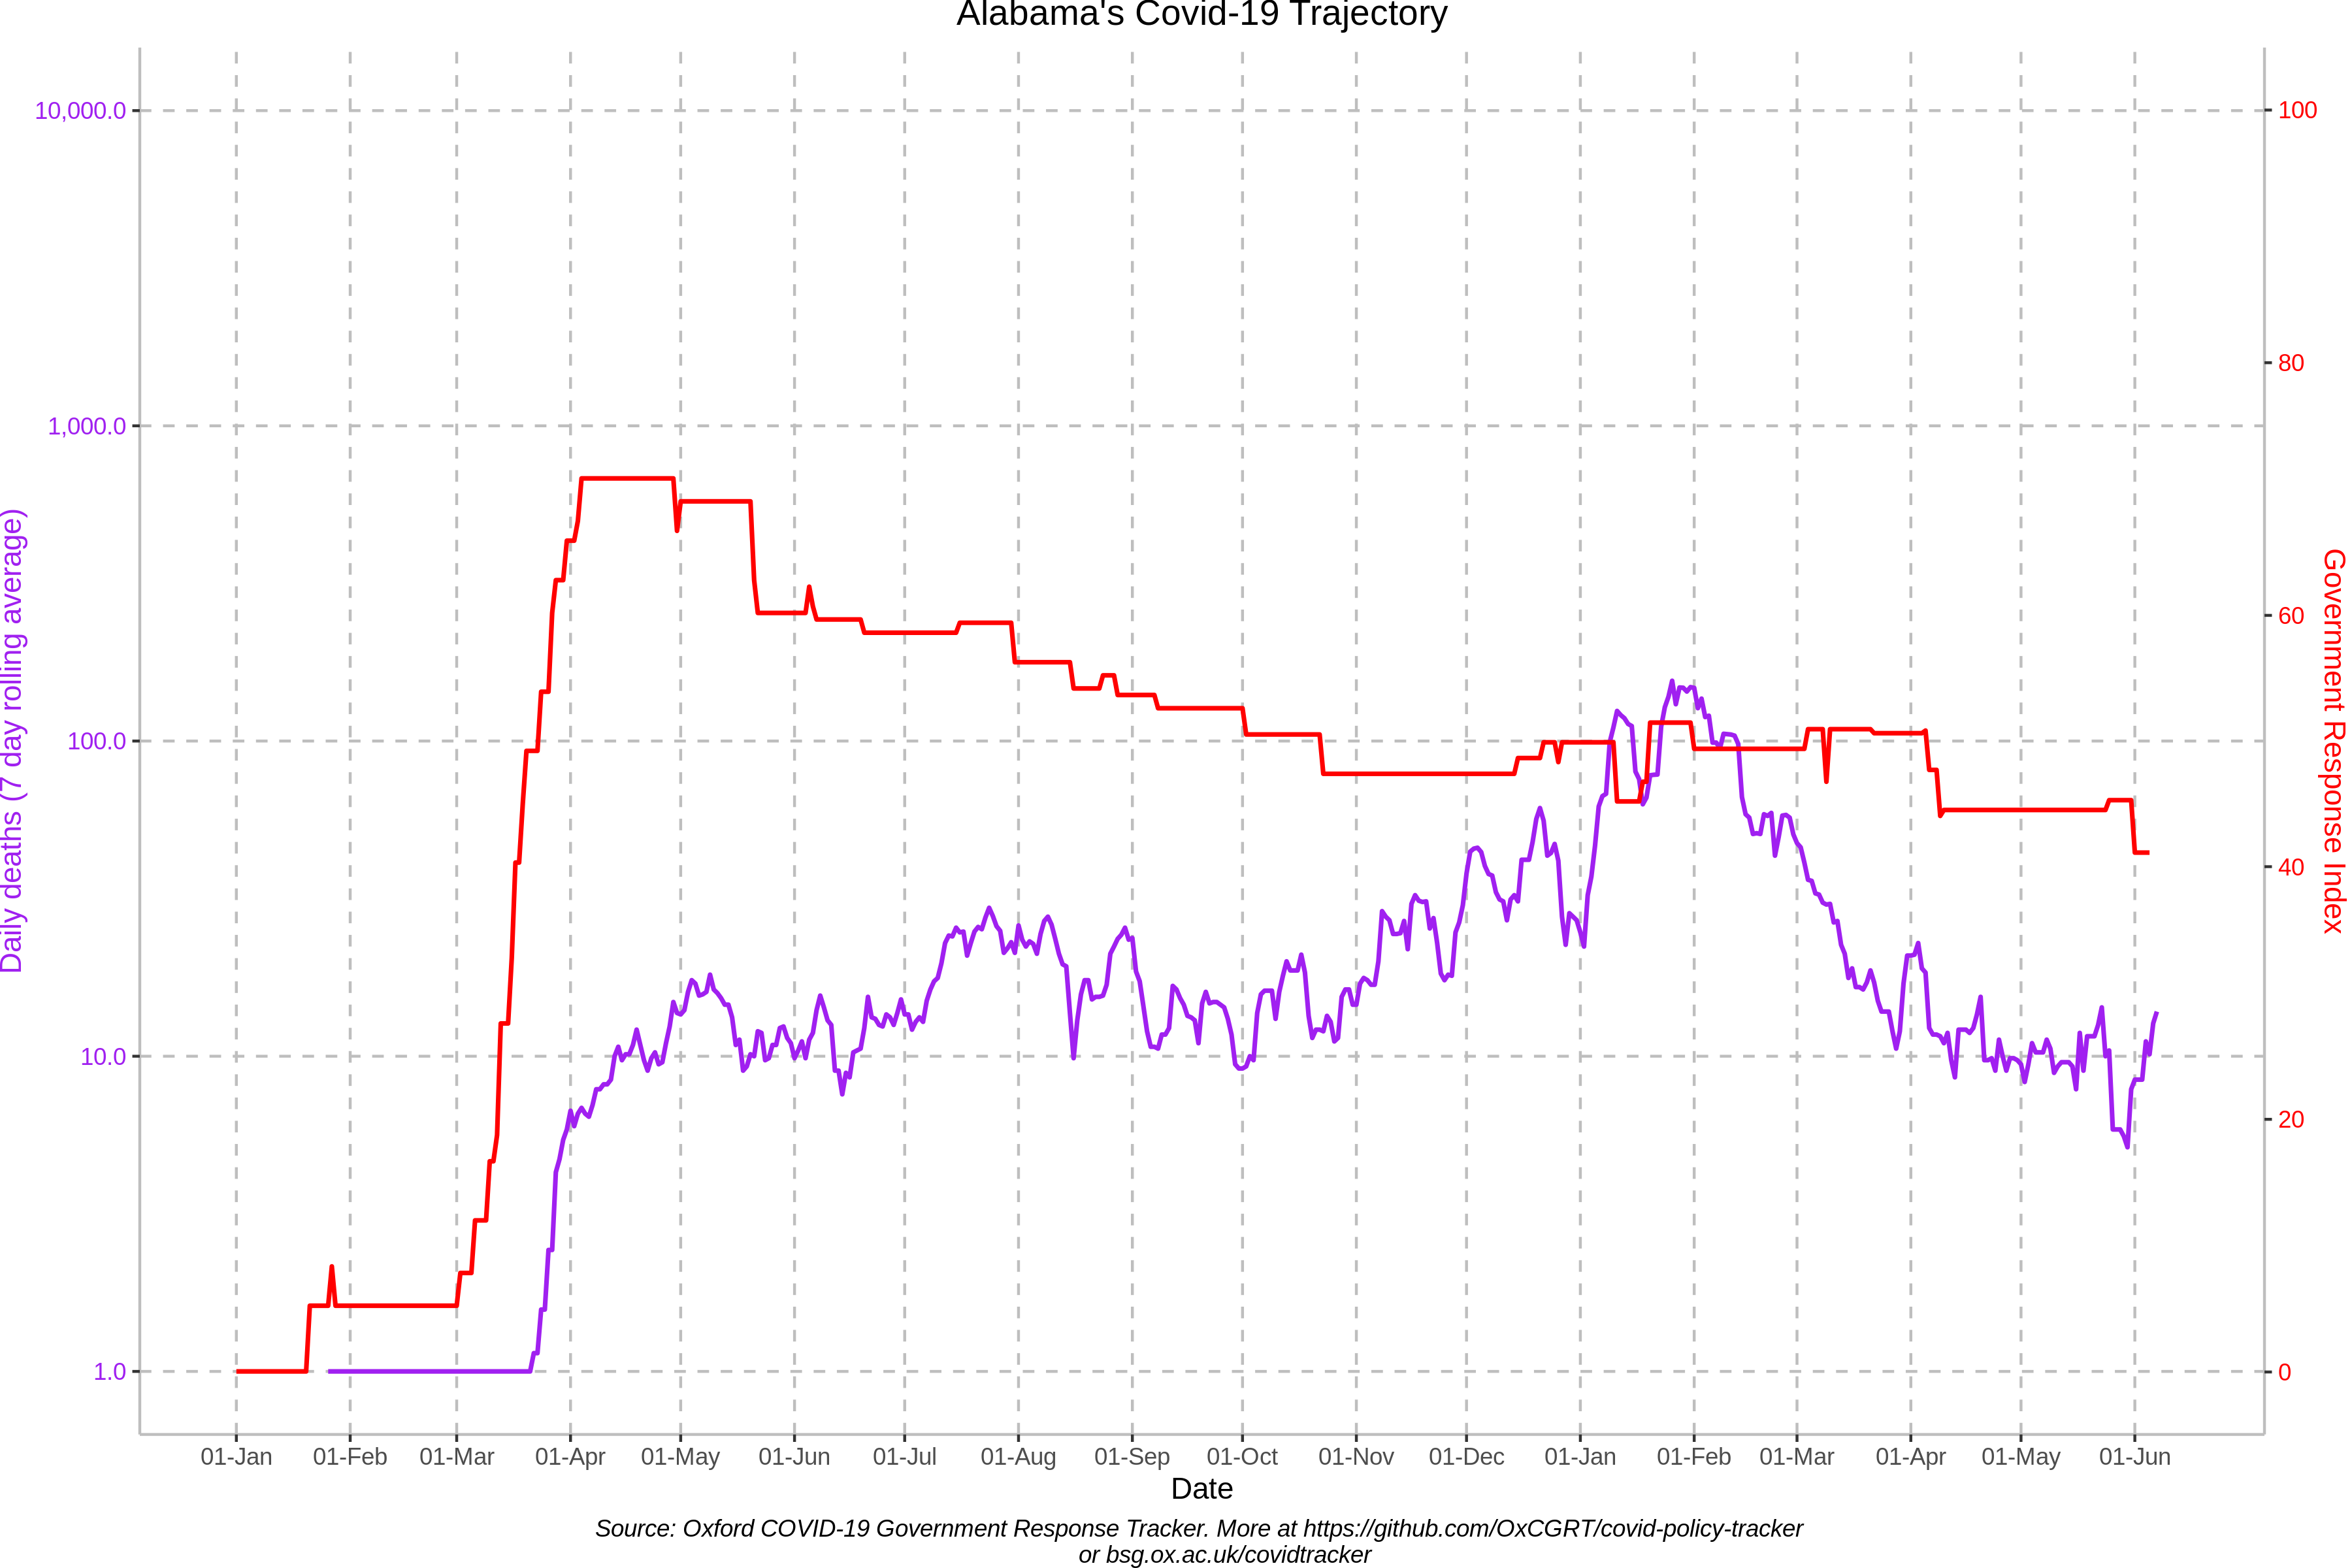 Alabama's Covid-19 Trajectory
10,000.0
1,000.0
100.0
10.0
1.0
Daily deaths (7 day rolling average)
100
80
60
40
20
0
Government Response Index
01-Jan 01-Feb 01-Mar 01-Apr 01-May 01-Jun 01-Jul 01-Aug 01-Sep 01-Oct 01-Nov 01-Dec 01-Jan 01-Feb 01-Mar 01-Apr 01-May 01-Jun
Date
Source: Oxford COVID-19 Government Response Tracker. More at https://github.com/OxCGRT/covid-policy-tracker
or bsg.ox.ac.uk/covidtracker